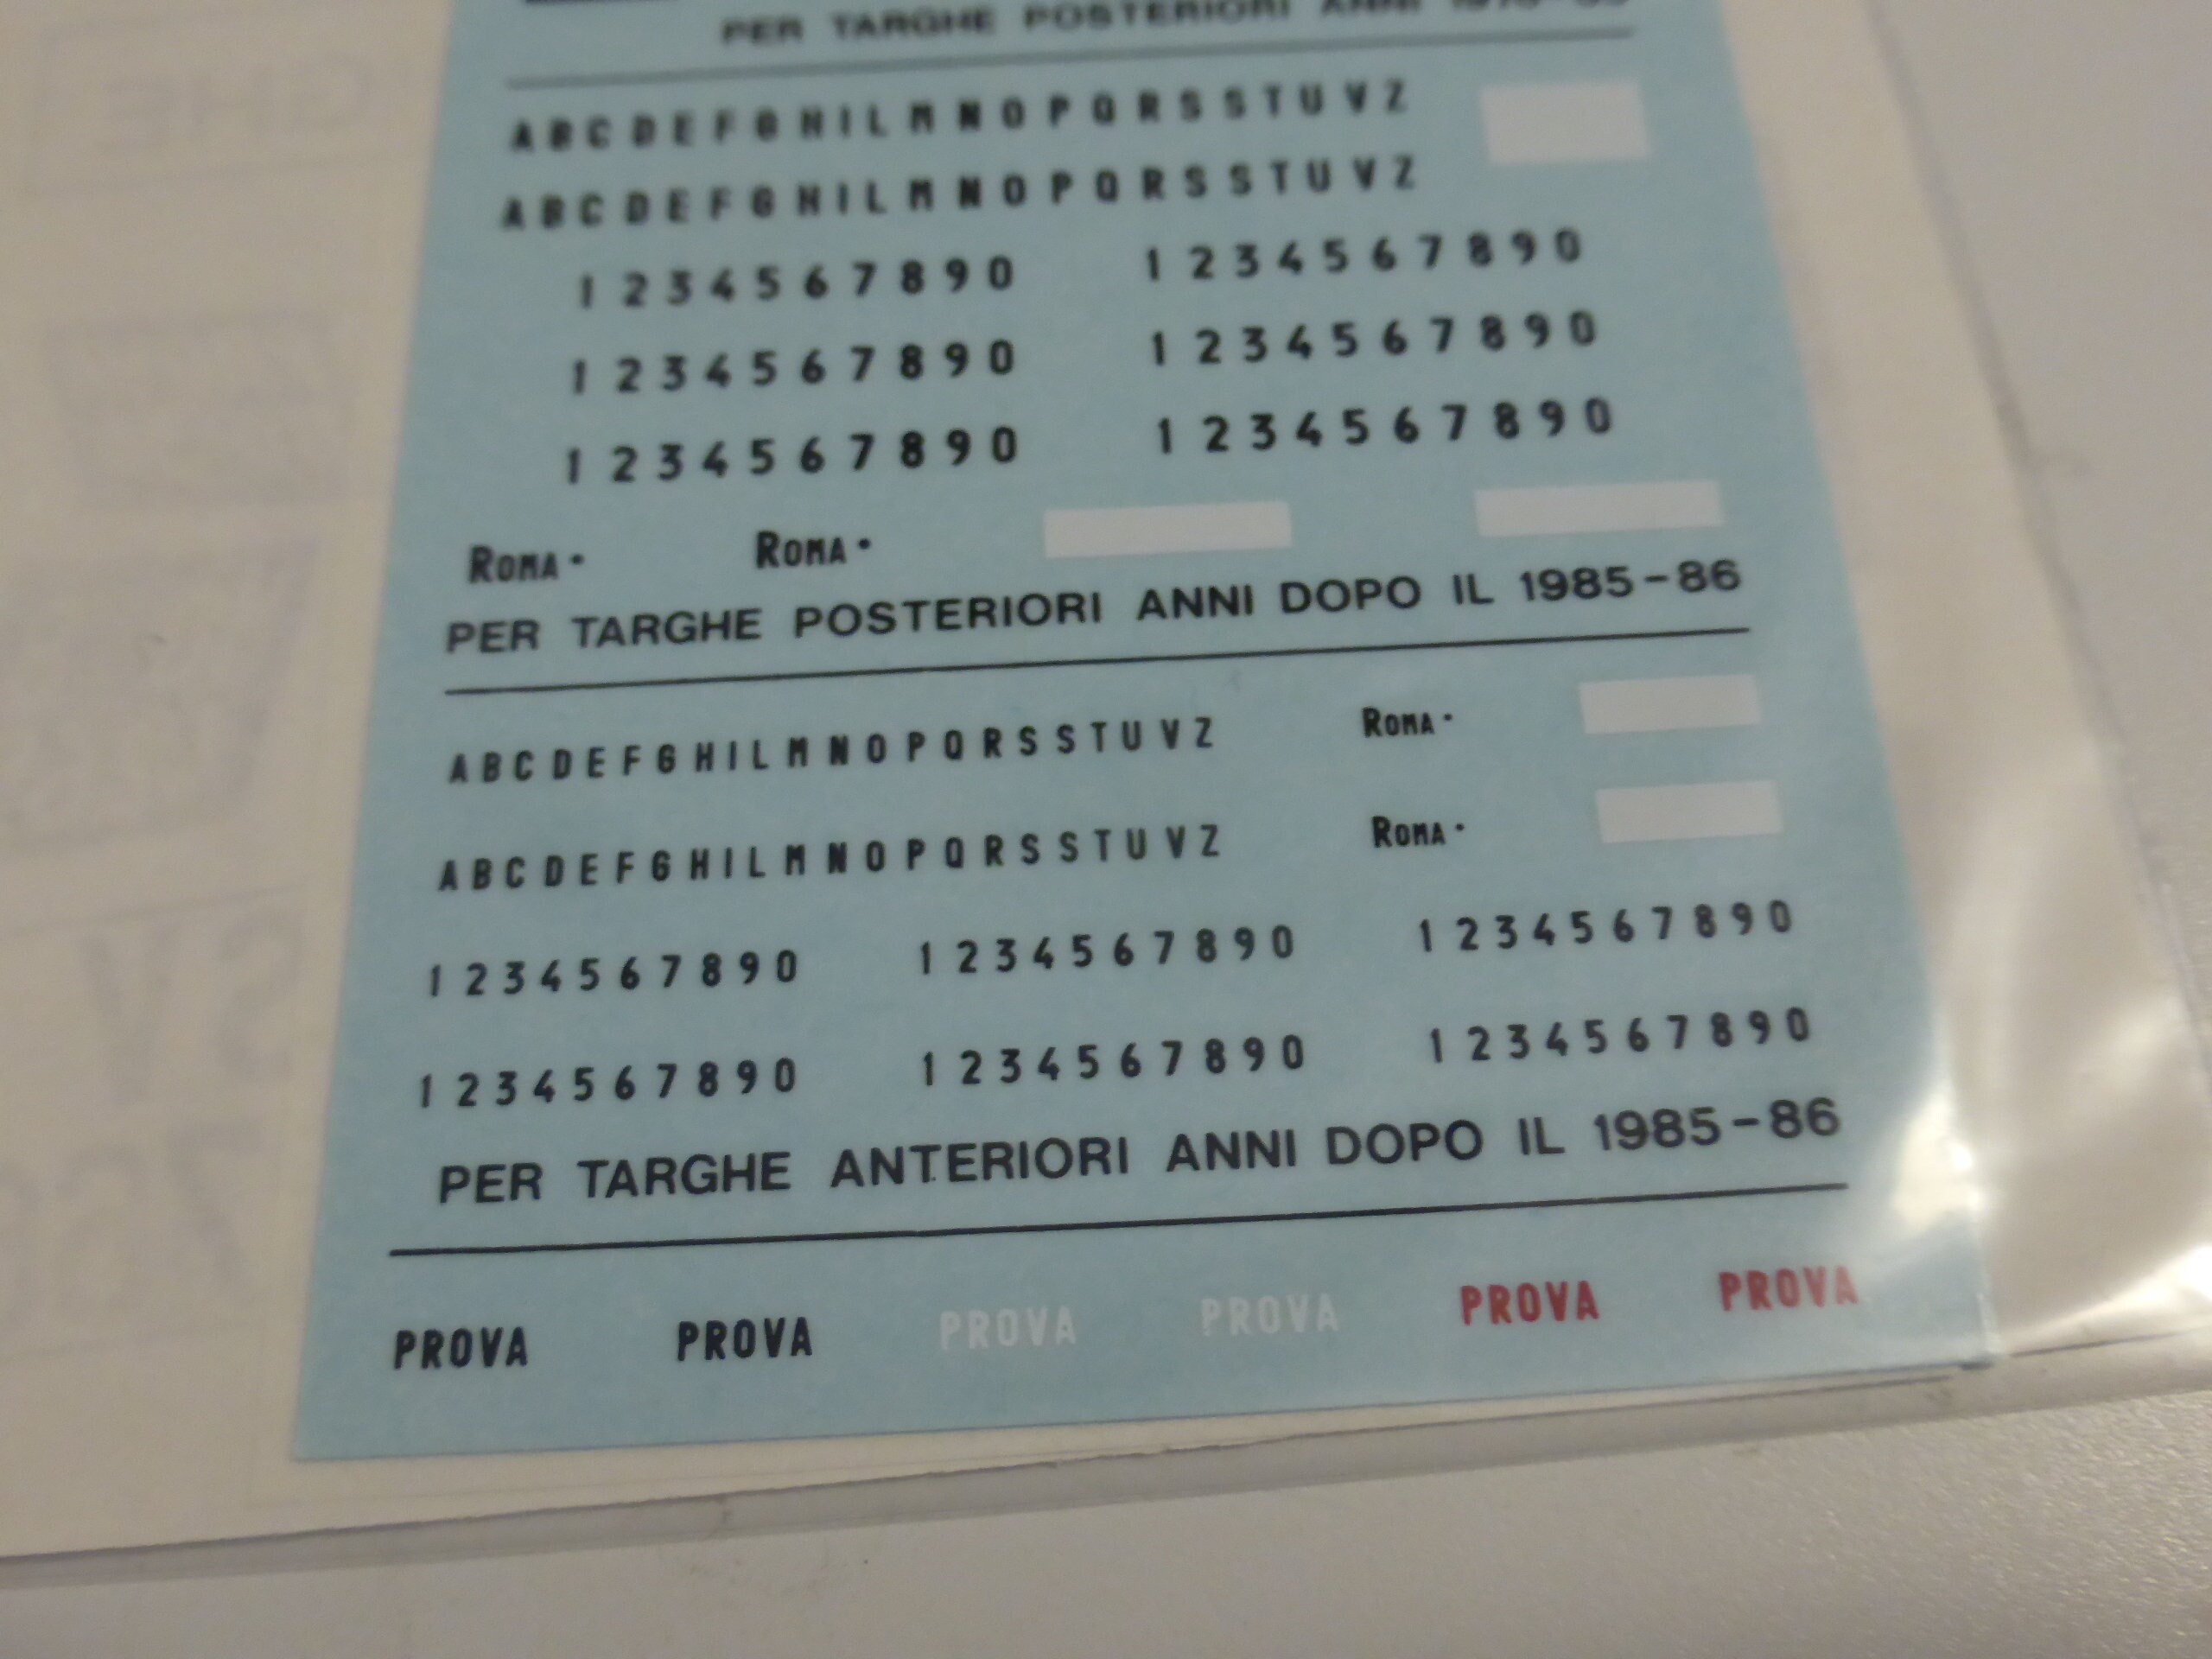 PER TARGHE POSTERIORI ANNI
A B C D E F G H I L M N O P Q R S S T U V Z
A B C D E F G H I L M N O P Q R S S T U V Z
1 2 3 4 5 6 7 8 9 0 1 2 3 4 5 6 7 8 9 0
1 2 3 4 5 6 7 8 9 0 1 2 3 4 5 6 7 8 9 0
1 2 3 4 5 6 7 8 9 0 1 2 3 4 5 6 7 8 9 0
ROMA · ROMA ·
PER TARGHE POSTERIORI ANNI DOPO IL 1985-86
A B C D E F G H I L M N O P Q R S S T U V Z ROMA ·
A B C D E F G H I L M N O P Q R S S T U V Z ROMA ·
1 2 3 4 5 6 7 8 9 0 1 2 3 4 5 6 7 8 9 0 1 2 3 4 5 6 7 8 9 0
1 2 3 4 5 6 7 8 9 0 1 2 3 4 5 6 7 8 9 0 1 2 3 4 5 6 7 8 9 0
PER TARGHE ANTERIORI ANNI DOPO IL 1985-86
PROVA PROVA PROVA PROVA PROVA PROVA